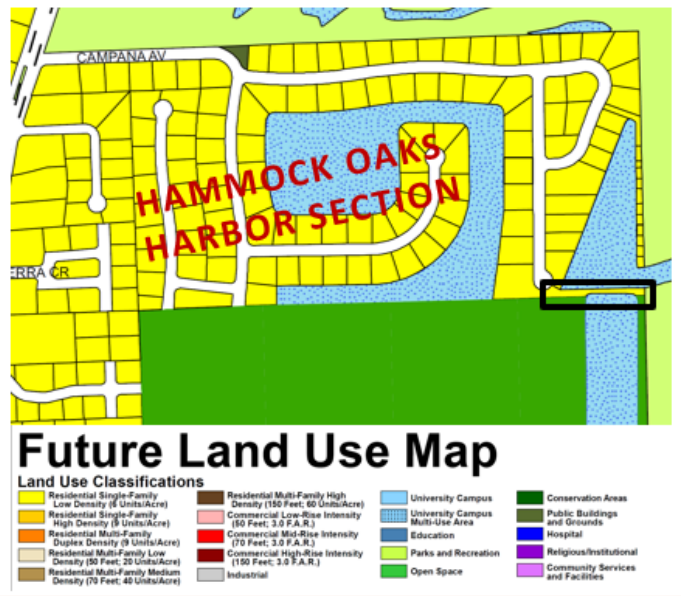 CAMPANA AV
HAMMOCK OAKS
HARBOR SECTION
ERRA CR
Future Land Use Map
Land Use Classifications
Residential Single-Family
Low Density (6 Units/Acre)
Residential Single-Family
High Density (9 Units/Acre)
Residential Multi-Family
Duplex Density (9 Units/Acre)
Residential Multi-Family Low
Density (50 Feet; 20 Units/Acre)
Residential Multi-Family Medium
Density (70 Feet; 40 Units/Acre)
Residential Multi-Family High
Density (150 Feet; 60 Units/Acre)
Commercial Low-Rise Intensity
(50 Feet; 3.0 F.A.R.)
Commercial Mid-Rise Intensity
(70 Feet; 3.0 F.A.R.)
Commercial High-Rise Intensity
(150 Feet; 3.0 F.A.R.)
Industrial
University Campus
University Campus
Multi-Use Area
Education
Parks and Recreation
Open Space
Conservation Areas
Public Buildings
and Grounds
Hospital
Religious/Institutional
Community Services
and Facilities